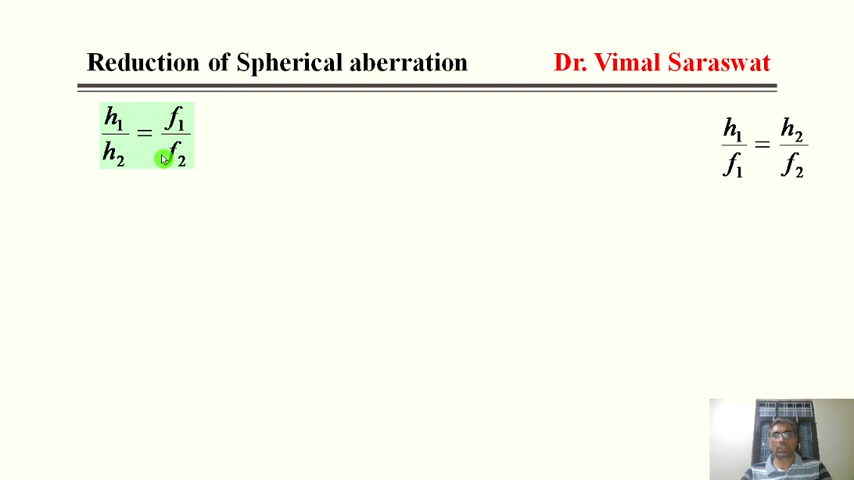 Reduction of Spherical aberration Dr. Vimal Saraswat
h₁/h₂ = f₁/f₂
h₁/f₁ = h₂/f₂